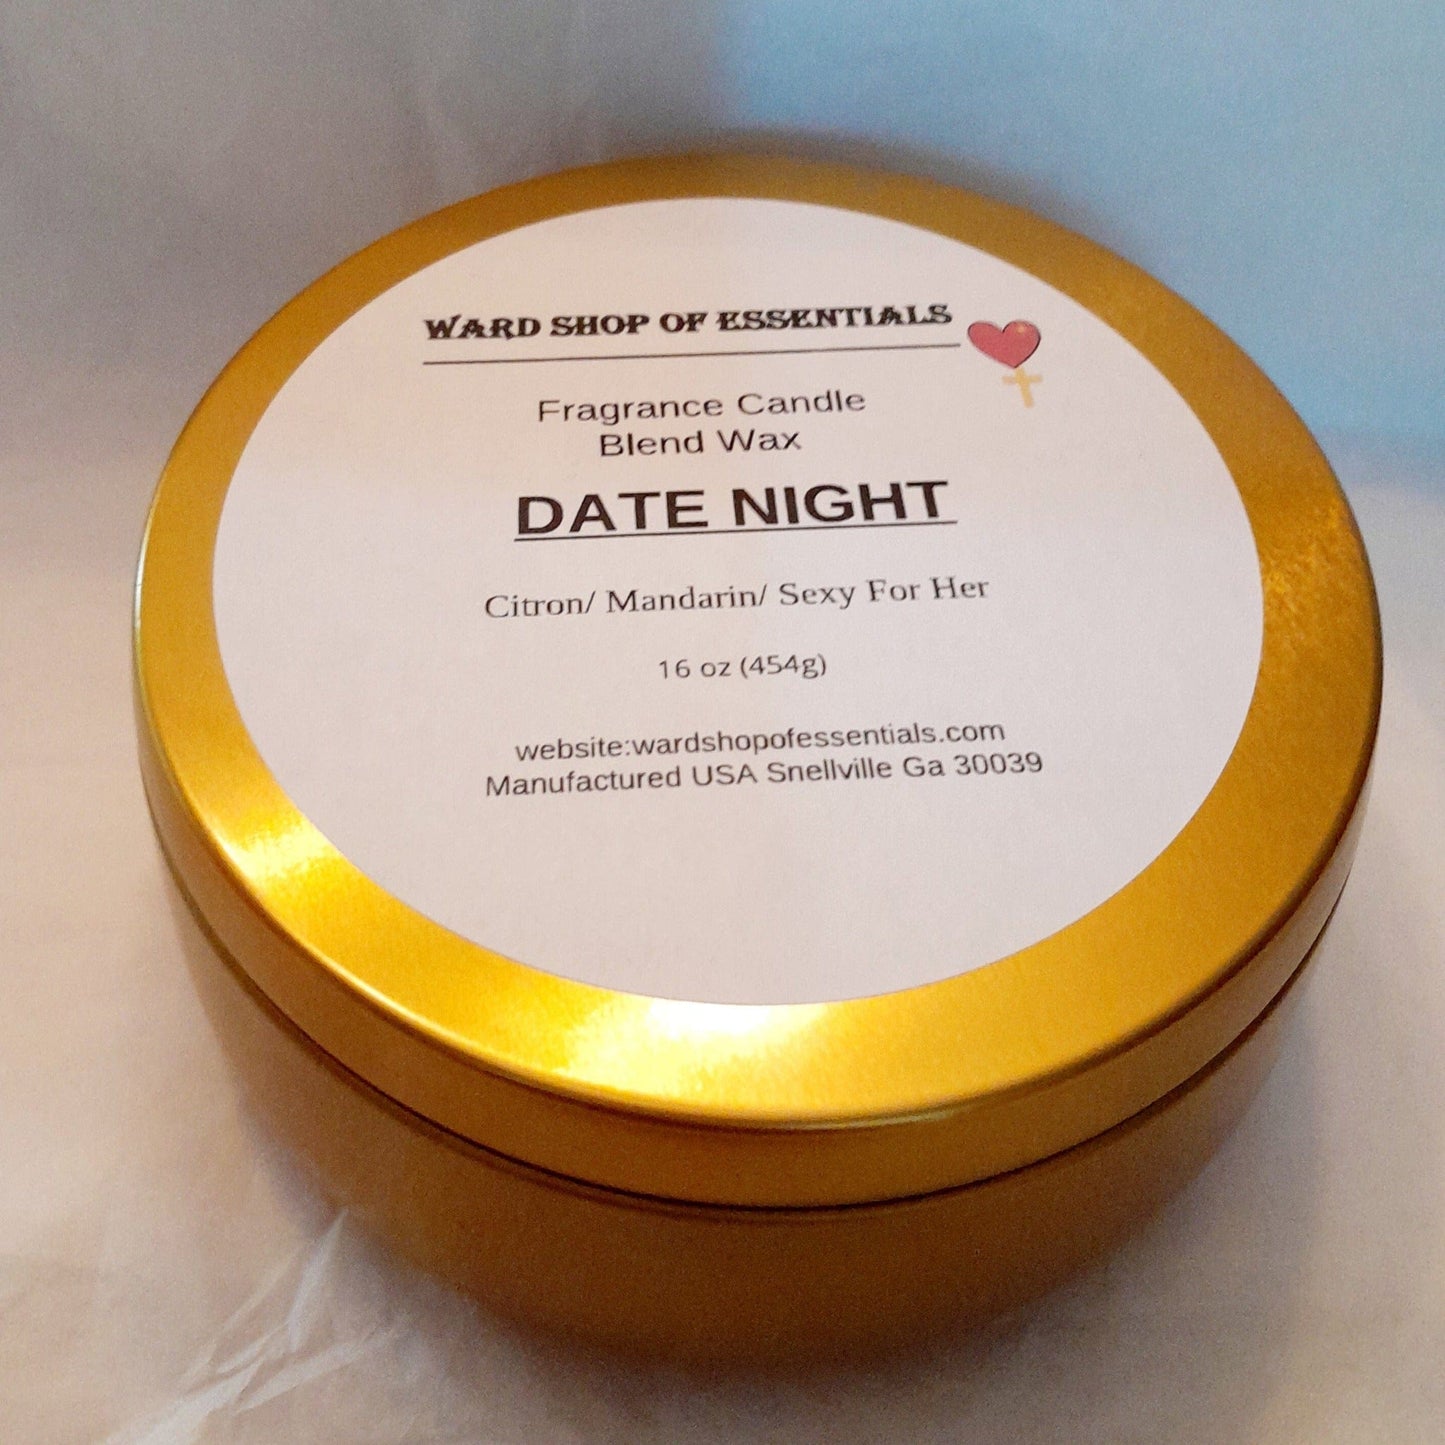 WARD SHOP OF ESSENTIALS
Fragrance Candle
Blend Wax
DATE NIGHT
Citron/ Mandarin/ Sexy For Her
16 oz (454g)
website:wardshopofessentials.com
Manufactured USA Snellville Ga 30039